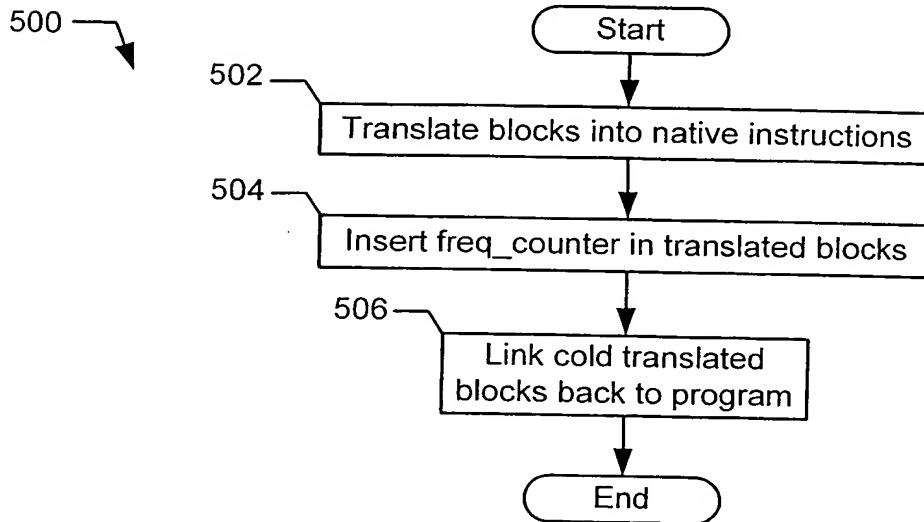 500
Start
502
Translate blocks into native instructions
504
Insert freq_counter in translated blocks
506
Link cold translated
blocks back to program
End